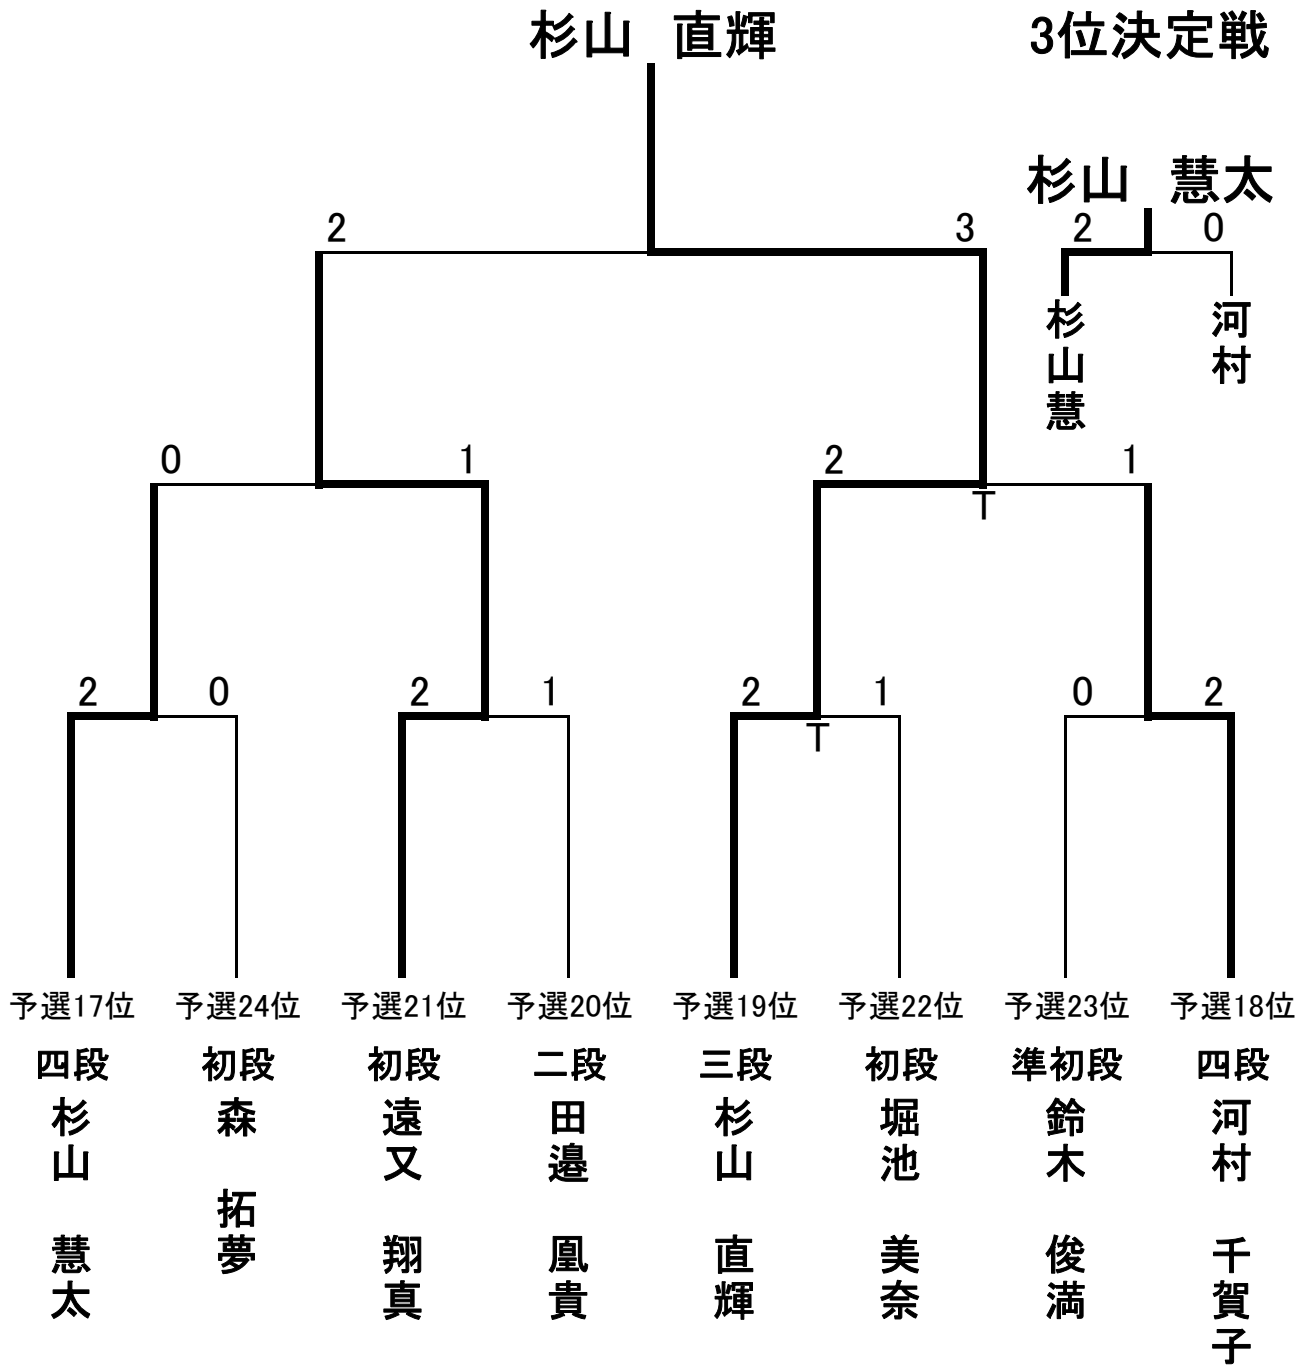 杉山　直輝
3位決定戦
杉山　慧太
2
3
2
0
杉山慧
河村
0
1
2
1
T
2
0
2
1
2
1
0
2
T
予選17位
予選24位
予選21位
予選20位
予選19位
予選22位
予選23位
予選18位
四段
初段
初段
二段
三段
初段
準初段
四段
杉山　慧太
森　拓夢
遠又　翔真
田邉　凰貴
杉山　直輝
堀池　美奈
鈴木　俊満
河村　千賀子